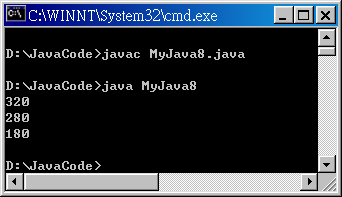 C:\WINNT\System32\cmd.exe
D:\JavaCode>javac MyJava8.java
D:\JavaCode>java MyJava8
320
280
180
D:\JavaCode>